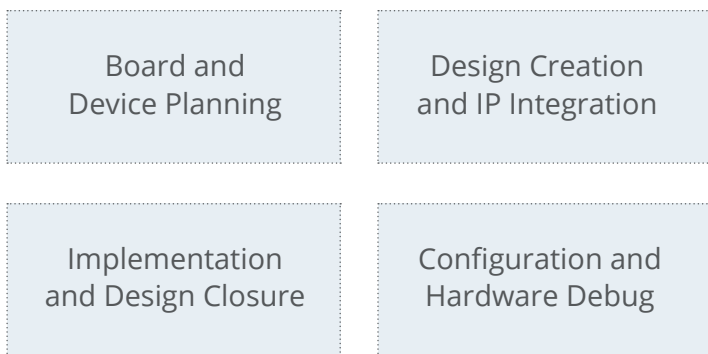 Board and
Device Planning
Design Creation
and IP Integration
Implementation
and Design Closure
Configuration and
Hardware Debug